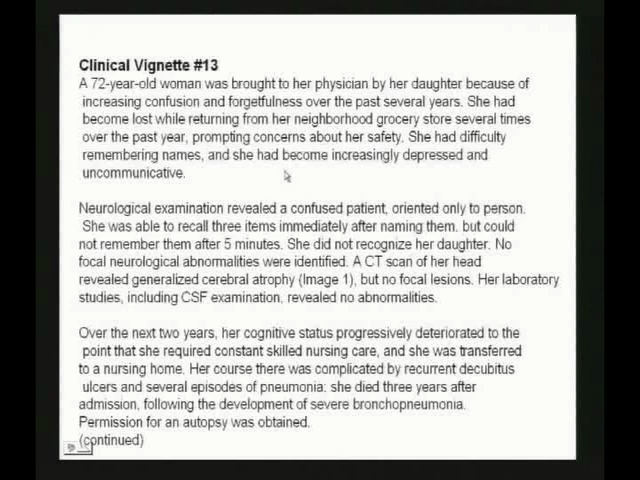 Clinical Vignette #13
A 72-year-old woman was brought to her physician by her daughter because of
increasing confusion and forgetfulness over the past several years. She had
become lost while returning from her neighborhood grocery store several times
over the past year, prompting concerns about her safety. She had difficulty
remembering names, and she had become increasingly depressed and
uncommunicative.
Neurological examination revealed a confused patient, oriented only to person.
She was able to recall three items immediately after naming them, but could
not remember them after 5 minutes. She did not recognize her daughter. No
focal neurological abnormalities were identified. A CT scan of her head
revealed generalized cerebral atrophy (Image 1), but no focal lesions. Her laboratory
studies, including CSF examination, revealed no abnormalities.
Over the next two years, her cognitive status progressively deteriorated to the
point that she required constant skilled nursing care, and she was transferred
to a nursing home. Her course there was complicated by recurrent decubitus
ulcers and several episodes of pneumonia: she died three years after
admission, following the development of severe bronchopneumonia.
Permission for an autopsy was obtained.
(continued)